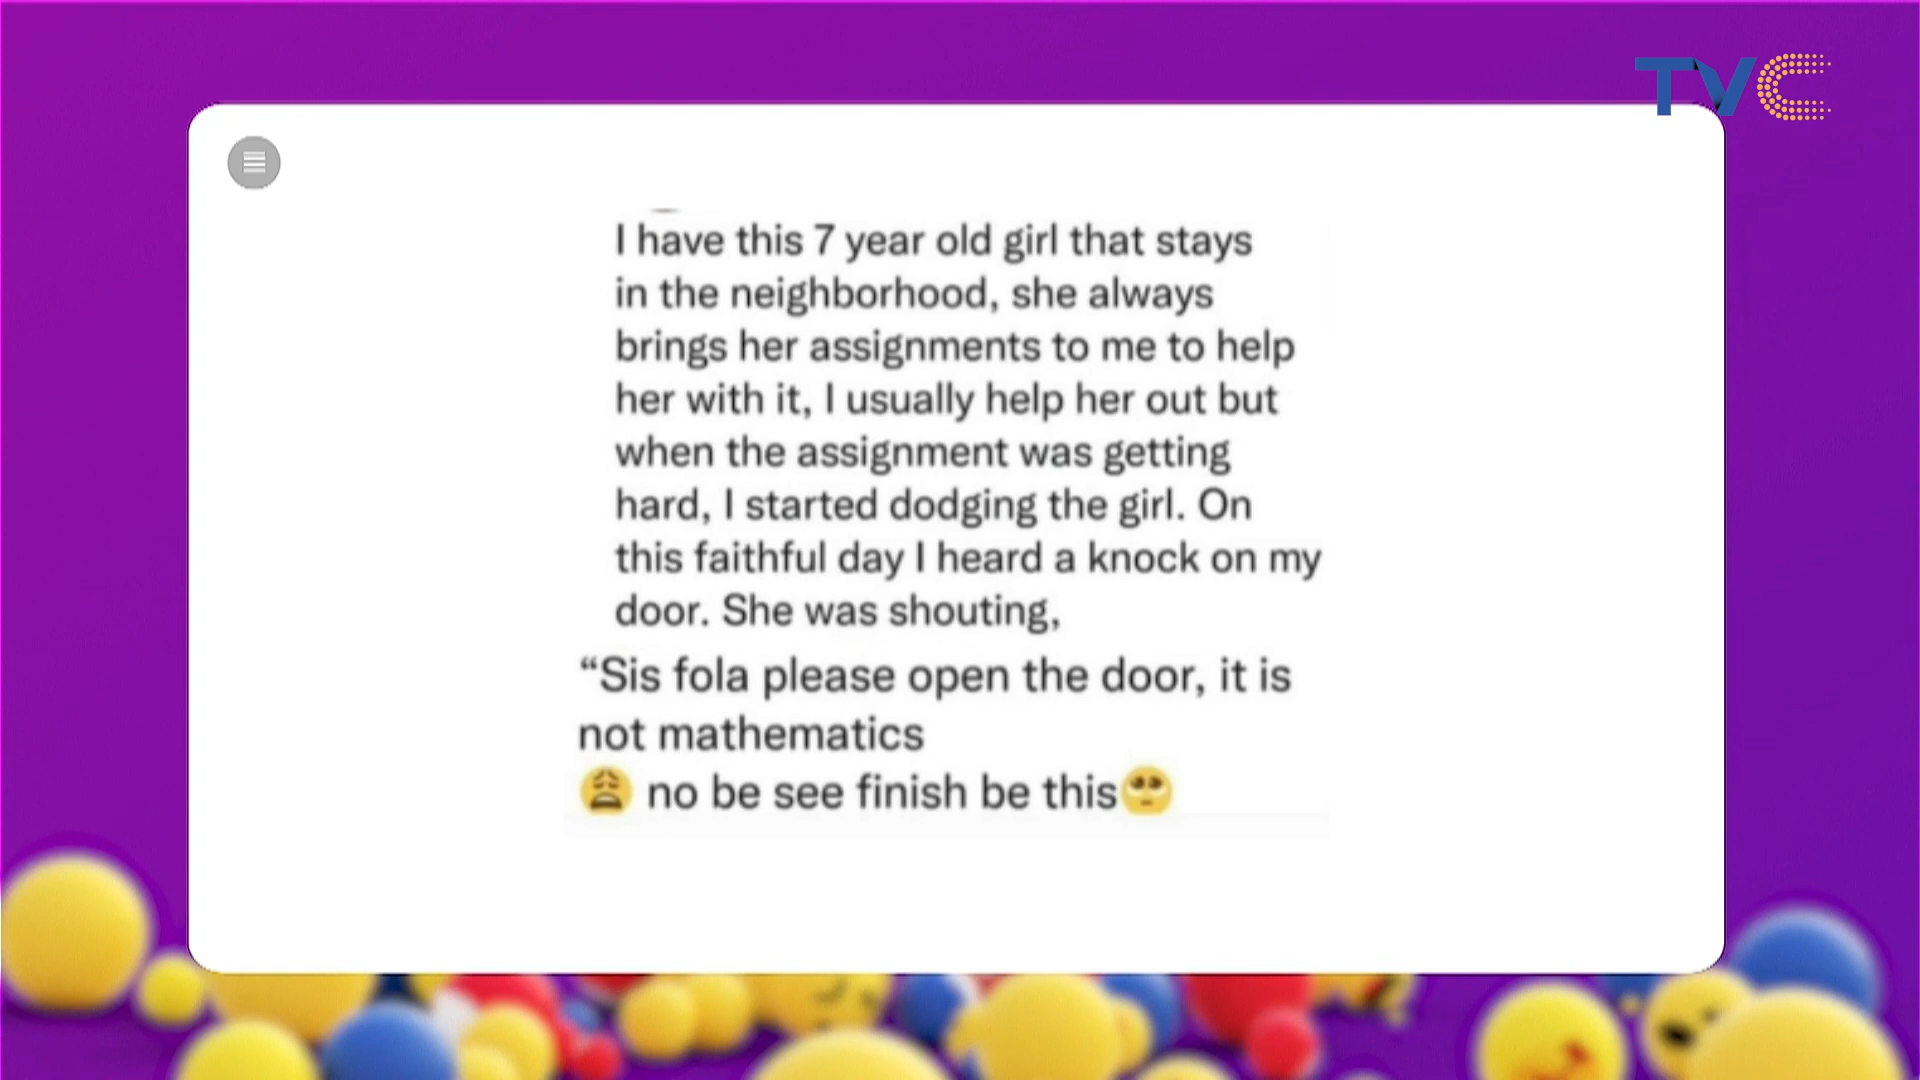 TVC
I have this 7 year old girl that stays
in the neighborhood, she always
brings her assignments to me to help
her with it, I usually help her out but
when the assignment was getting
hard, I started dodging the girl. On
this faithful day I heard a knock on my
door. She was shouting,
“Sis fola please open the door, it is
not mathematics
😩 no be see finish be this🥺